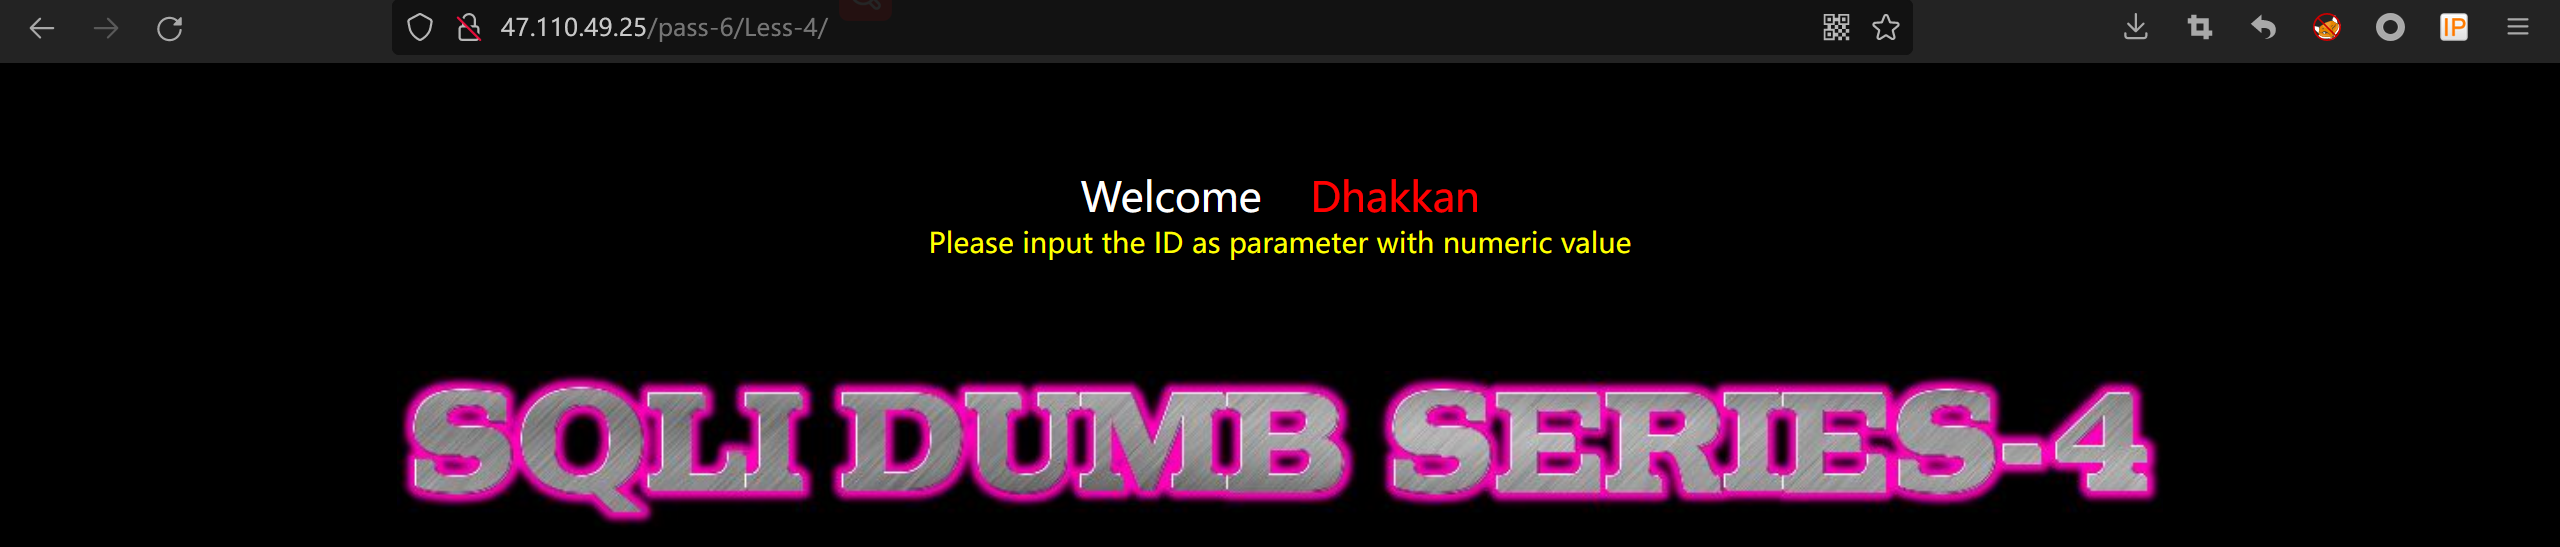 47.110.49.25/pass-6/Less-4/
IP
Welcome Dhakkan
Please input the ID as parameter with numeric value
SQLI DUMB SERIES-4